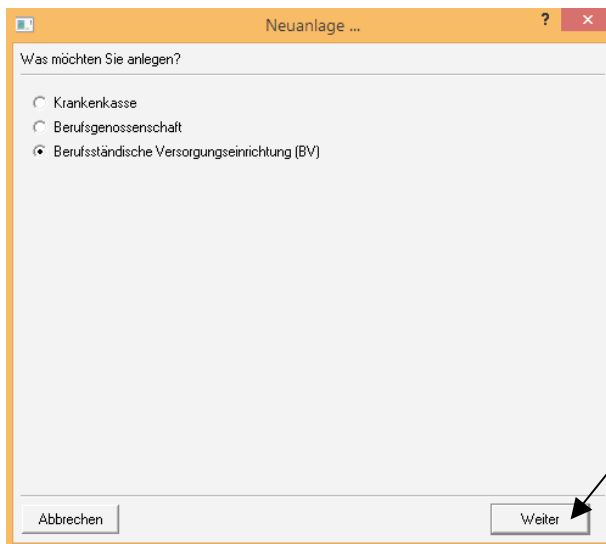 Neuanlage ...
Was möchten Sie anlegen?
Krankenkasse
Berufsgenossenschaft
Berufsständische Versorgungseinrichtung (BV)
Abbrechen
Weiter